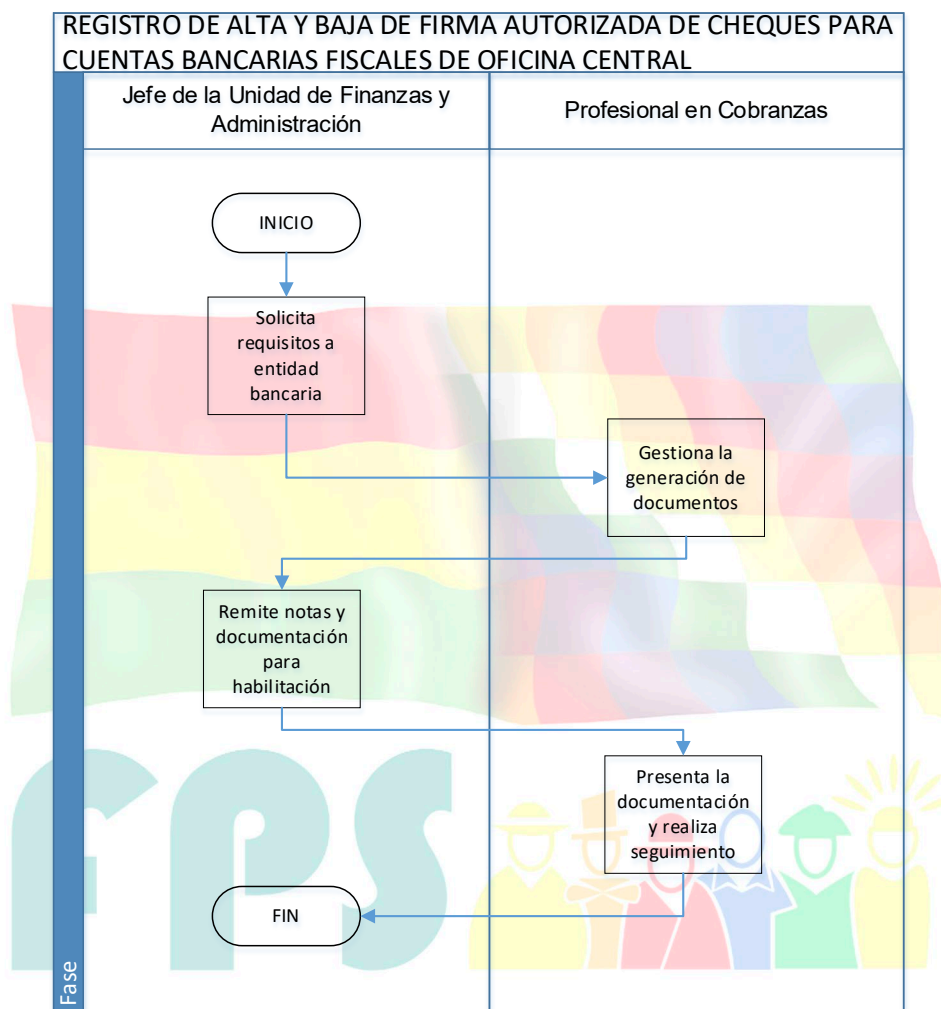 REGISTRO DE ALTA Y BAJA DE FIRMA AUTORIZADA DE CHEQUES PARA
CUENTAS BANCARIAS FISCALES DE OFICINA CENTRAL
Jefe de la Unidad de Finanzas y
Administración
Profesional en Cobranzas
INICIO
Solicita
requisitos a
entidad
bancaria
Gestiona la
generación de
documentos
Remite notas y
documentación
para
habilitación
Presenta la
documentación
y realiza
seguimiento
FIN
FPS
Fase